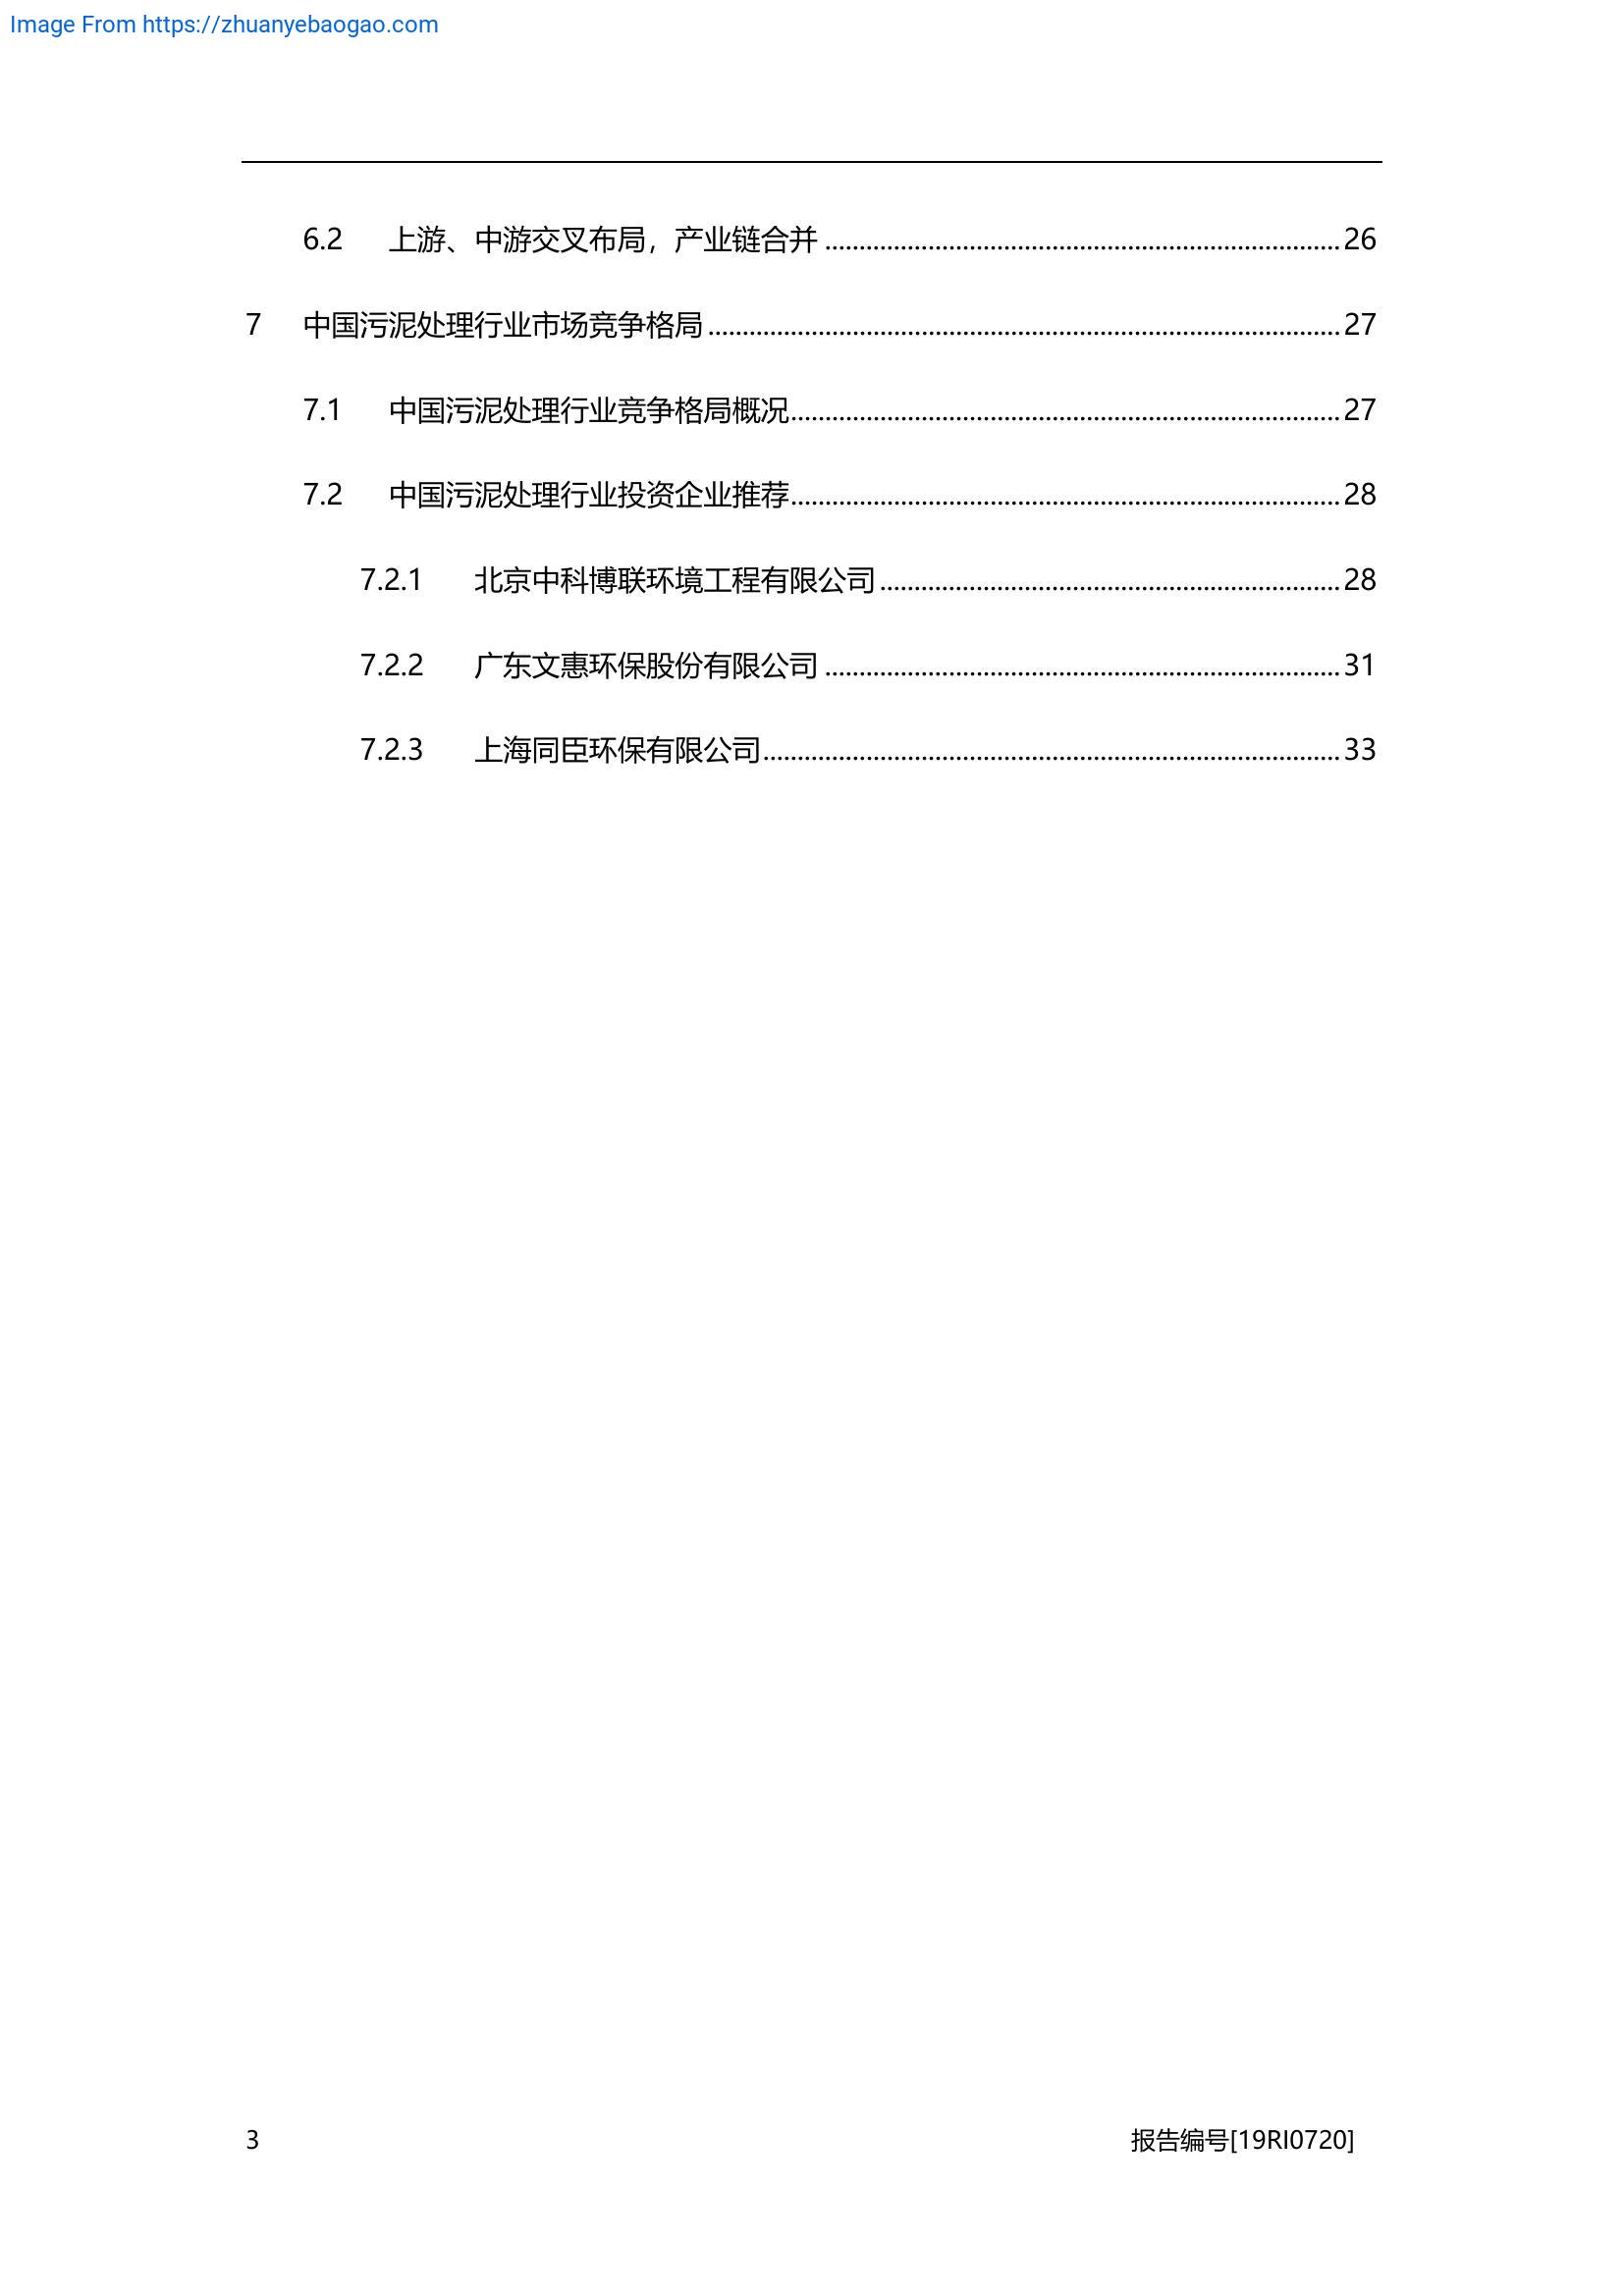 Image From https://zhuanyebaogao.com
6.2 上游、中游交叉布局，产业链合并 ........................................................................... 26
7 中国污泥处理行业市场竞争格局 ............................................................................................ 27
7.1 中国污泥处理行业竞争格局概况................................................................................ 27
7.2 中国污泥处理行业投资企业推荐................................................................................ 28
7.2.1 北京中科博联环境工程有限公司 ................................................................... 28
7.2.2 广东文惠环保股份有限公司 ........................................................................... 31
7.2.3 上海同臣环保有限公司.................................................................................... 33
3 报告编号[19RI0720]